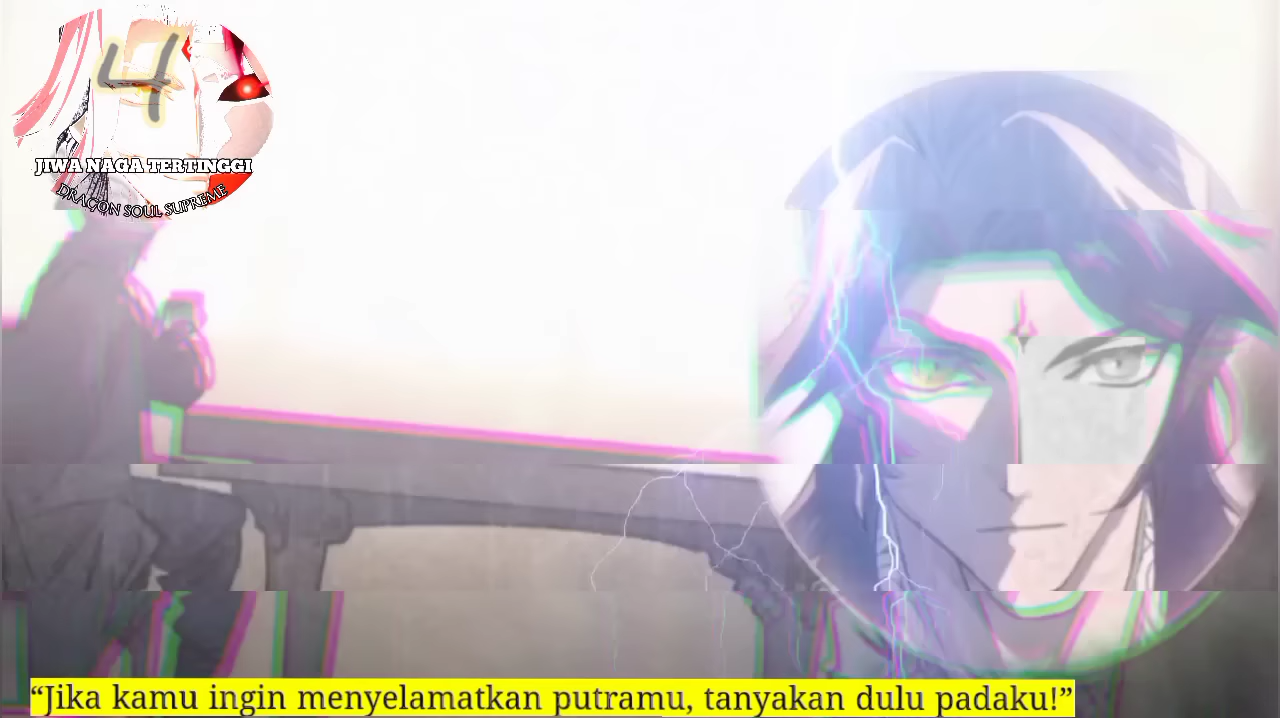 4
JIWA NAGA TERTINGGI
DRAGON SOUL SUPREME
“Jika kamu ingin menyelamatkan putramu, tanyakan dulu padaku!”